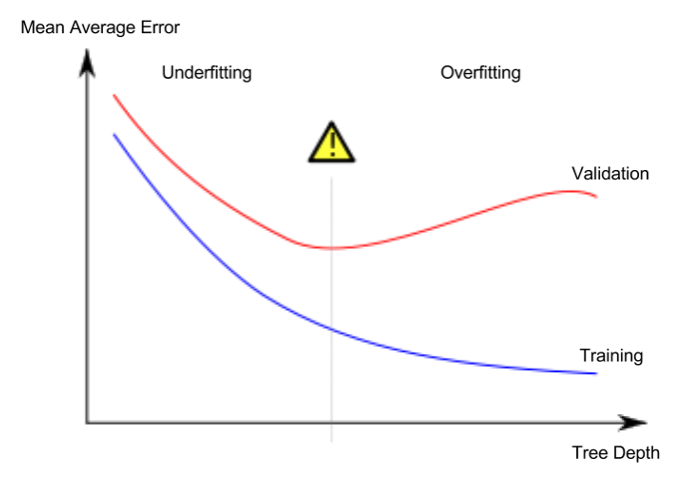 Mean Average Error
Underfitting
Overfitting
!
Validation
Training
Tree Depth